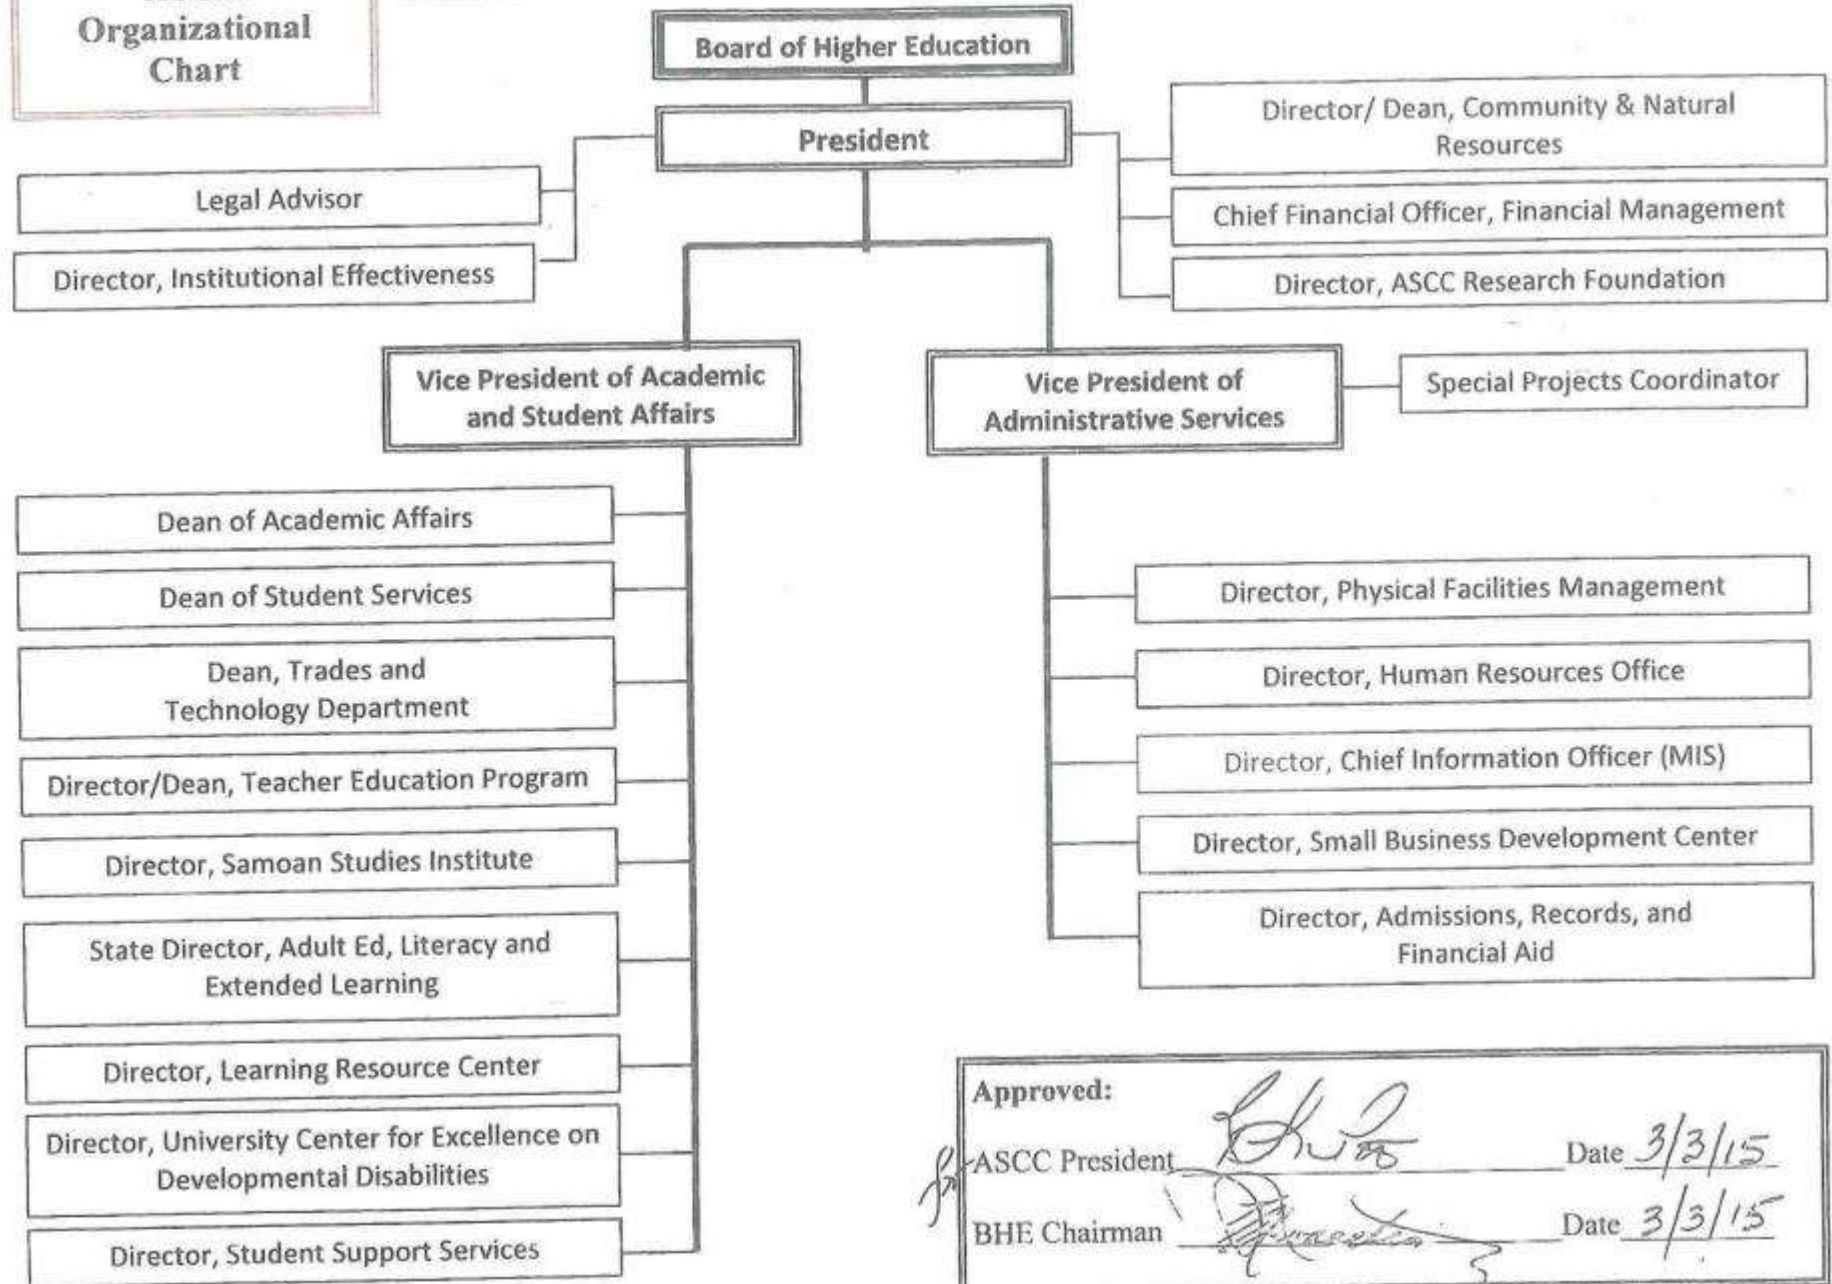 Organizational
Chart
Board of Higher Education
President
Legal Advisor
Director, Institutional Effectiveness
Director/ Dean, Community & Natural
Resources
Chief Financial Officer, Financial Management
Director, ASCC Research Foundation
Vice President of Academic
and Student Affairs
Vice President of
Administrative Services
Special Projects Coordinator
Dean of Academic Affairs
Dean of Student Services
Dean, Trades and
Technology Department
Director/Dean, Teacher Education Program
Director, Samoan Studies Institute
State Director, Adult Ed, Literacy and
Extended Learning
Director, Learning Resource Center
Director, University Center for Excellence on
Developmental Disabilities
Director, Student Support Services
Director, Physical Facilities Management
Director, Human Resources Office
Director, Chief Information Officer (MIS)
Director, Small Business Development Center
Director, Admissions, Records, and
Financial Aid
Approved:
ASCC President Date 3/3/15
BHE Chairman Date 3/3/15